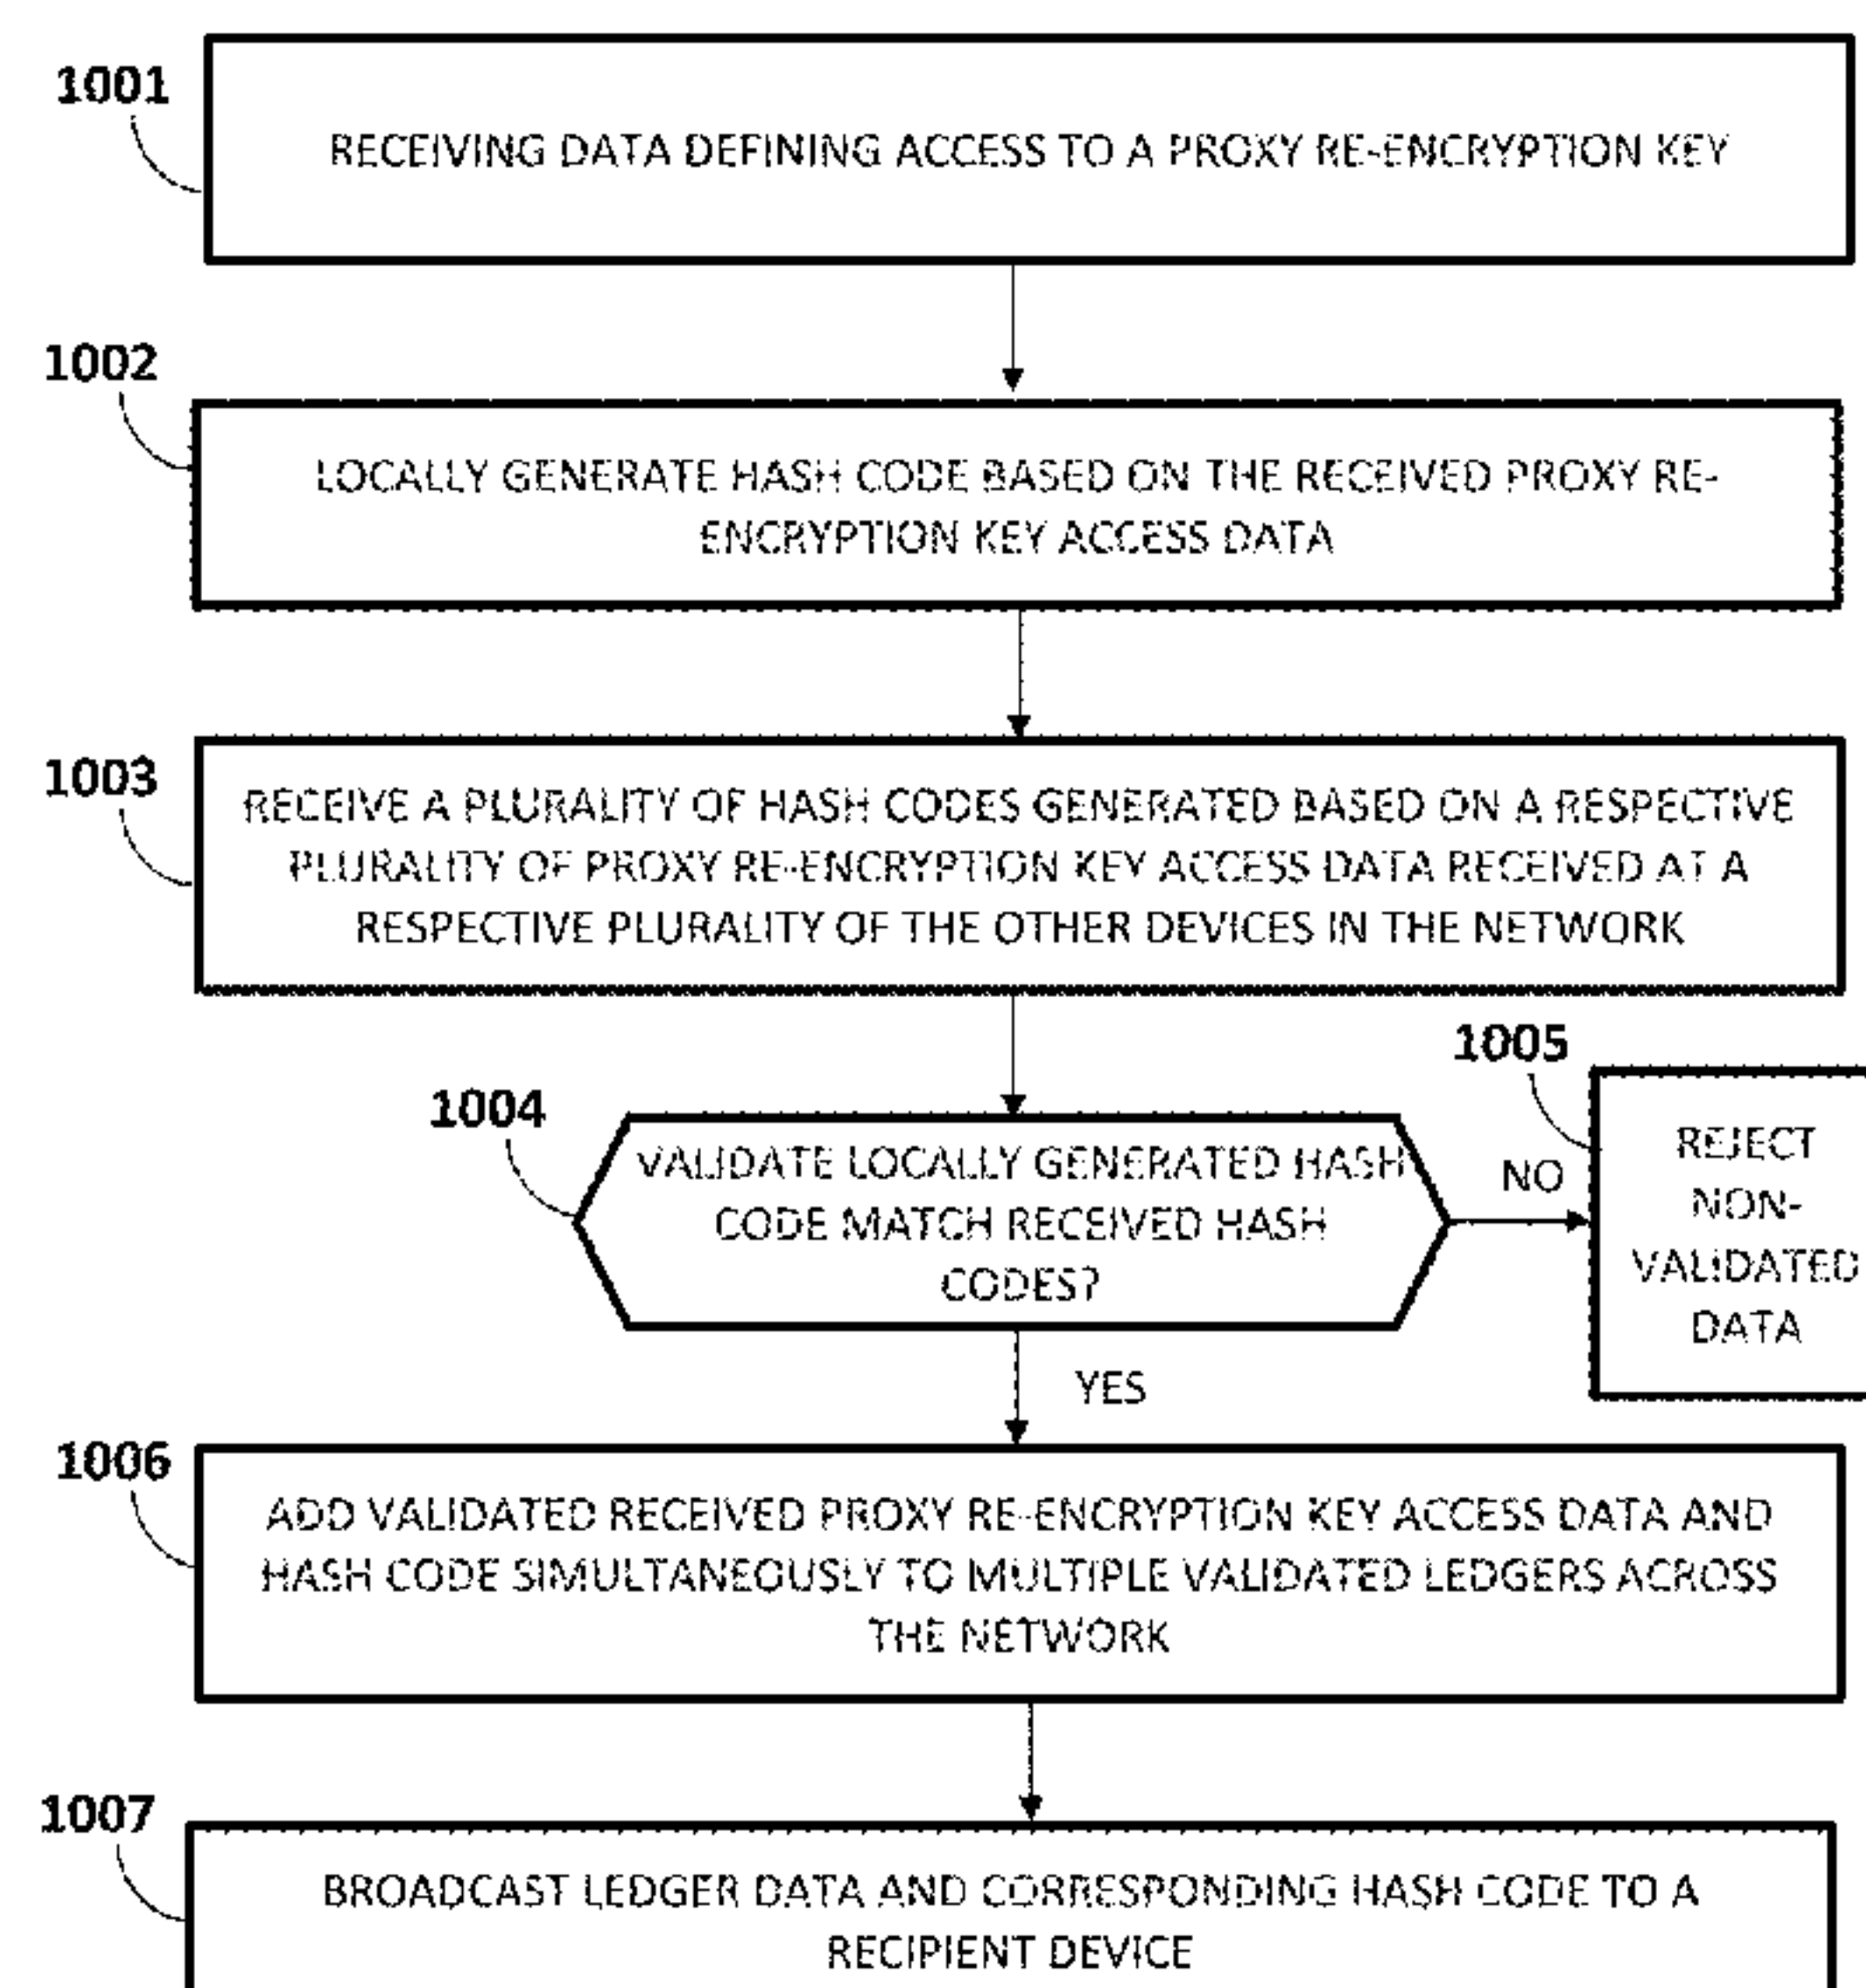 1001
RECEIVING DATA DEFINING ACCESS TO A PROXY RE-ENCRYPTION KEY
1002
LOCALLY GENERATE HASH CODE BASED ON THE RECEIVED PROXY RE-
ENCRYPTION KEY ACCESS DATA
1003
RECEIVE A PLURALITY OF HASH CODES GENERATED BASED ON A RESPECTIVE
PLURALITY OF PROXY RE-ENCRYPTION KEY ACCESS DATA RECEIVED AT A
RESPECTIVE PLURALITY OF THE OTHER DEVICES IN THE NETWORK
1004
VALIDATE LOCALLY GENERATED HASH
CODE MATCH RECEIVED HASH
CODES?
NO
1005
REJECT
NON-
VALIDATED
DATA
YES
1006
ADD VALIDATED RECEIVED PROXY RE-ENCRYPTION KEY ACCESS DATA AND
HASH CODE SIMULTANEOUSLY TO MULTIPLE VALIDATED LEDGERS ACROSS
THE NETWORK
1007
BROADCAST LEDGER DATA AND CORRESPONDING HASH CODE TO A
RECIPIENT DEVICE